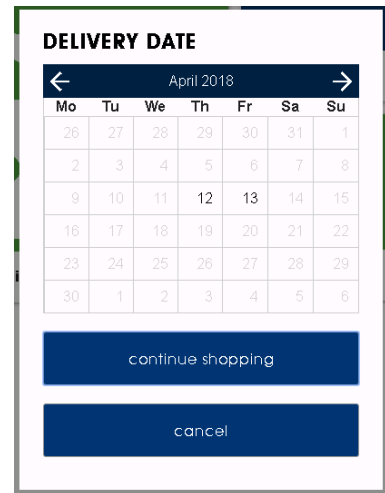 DELIVERY DATE
April 2018
Mo Tu We Th Fr Sa Su
26 27 28 29 30 31 1
2 3 4 5 6 7 8
9 10 11 12 13 14 15
16 17 18 19 20 21 22
23 24 25 26 27 28 29
30 1 2 3 4 5 6
continue shopping
cancel